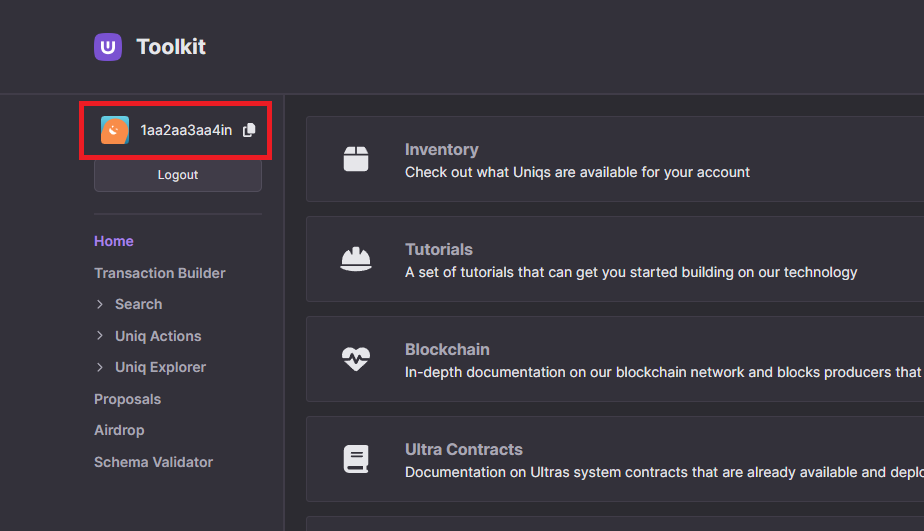 Toolkit
1aa2aa3aa4in
Logout
Home
Transaction Builder
Search
Uniq Actions
Uniq Explorer
Proposals
Airdrop
Schema Validator
Inventory
Check out what Uniqs are available for your account
Tutorials
A set of tutorials that can get you started building on our technology
Blockchain
In-depth documentation on our blockchain network and blocks producers that
Ultra Contracts
Documentation on Ultras system contracts that are already available and deplo